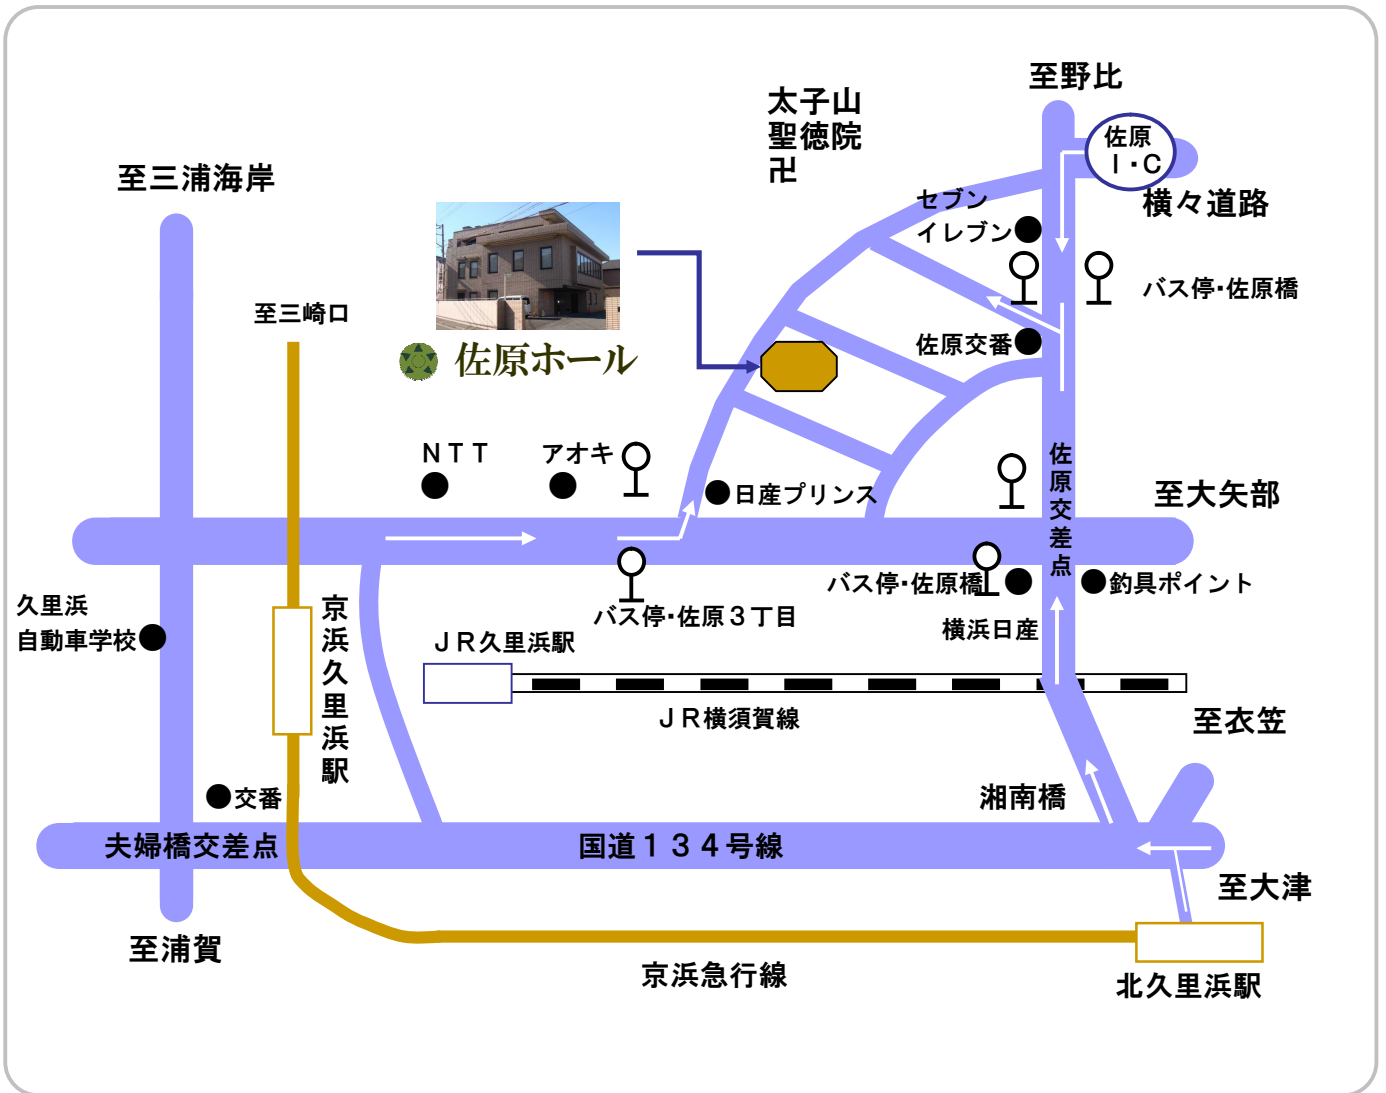 至野比
太子山
聖徳院
卍
佐原
I・C
至三浦海岸
セブン
イレブン
横々道路
バス停・佐原橋
至三崎口
佐原交番
佐原ホール
NTT
アオキ
日産プリンス
佐原交差点
至大矢部
久里浜
自動車学校
京浜久里浜駅
バス停・佐原3丁目
バス停・佐原橋
釣具ポイント
横浜日産
JR久里浜駅
JR横須賀線
至衣笠
交番
湘南橋
夫婦橋交差点
国道134号線
至大津
至浦賀
京浜急行線
北久里浜駅